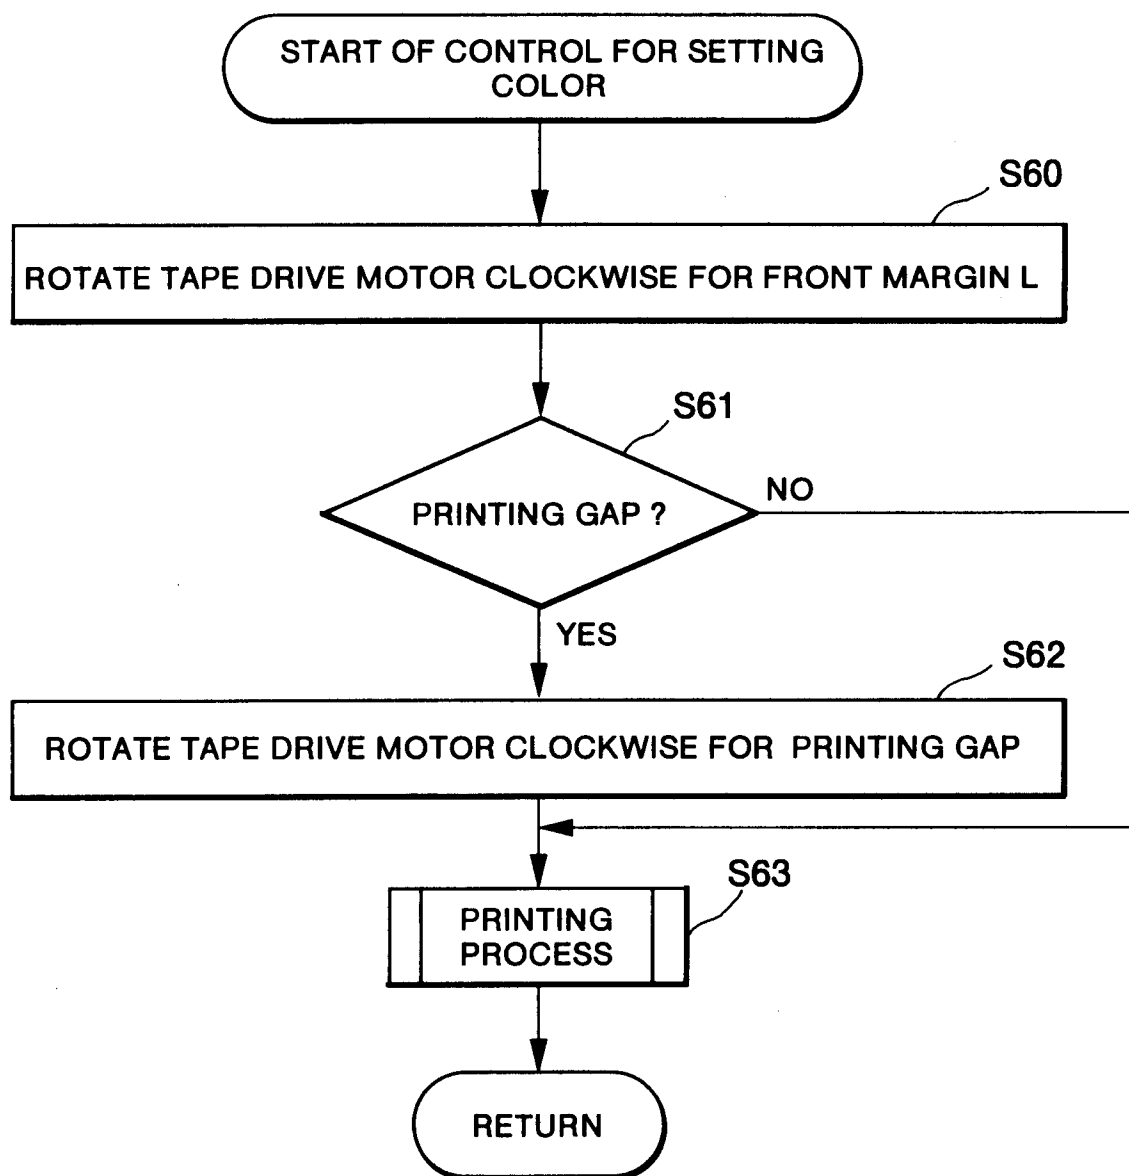 START OF CONTROL FOR SETTING
COLOR
S60
ROTATE TAPE DRIVE MOTOR CLOCKWISE FOR FRONT MARGIN L
S61
PRINTING GAP ?
NO
YES
S62
ROTATE TAPE DRIVE MOTOR CLOCKWISE FOR PRINTING GAP
S63
PRINTING
PROCESS
RETURN